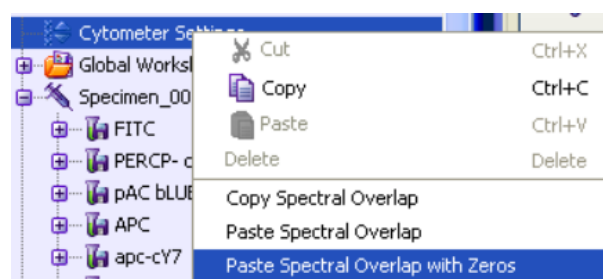 Cytometer Se
Cut Ctrl+X
Global Works
Copy Ctrl+C
Specimen_00
Paste Ctrl+V
FITC
Delete Delete
PERCP- c
pAC bLUE
Copy Spectral Overlap
APC
Paste Spectral Overlap
apc-cY7
Paste Spectral Overlap with Zeros